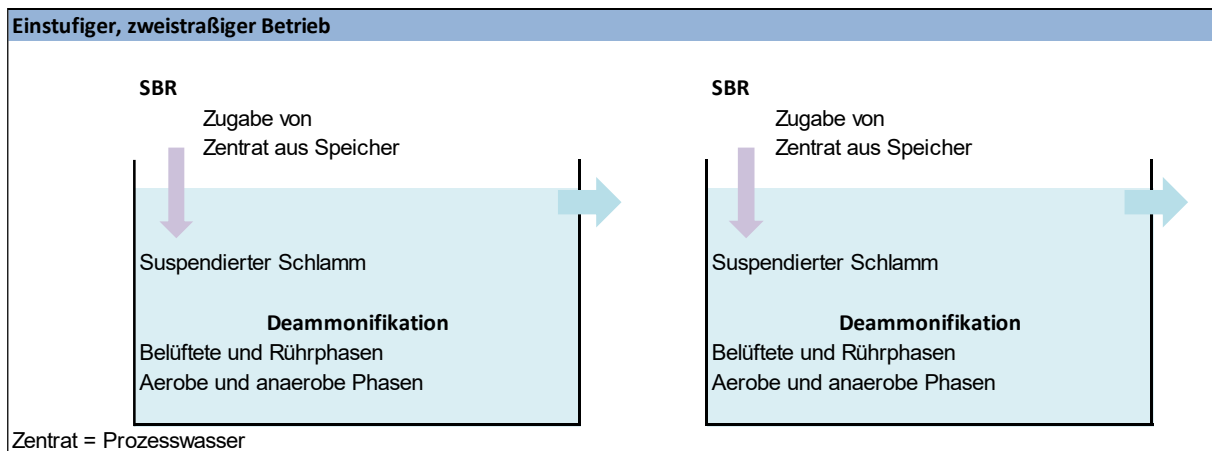 Einstufiger, zweistraßiger Betrieb
SBR
Zugabe von
Zentrat aus Speicher
Suspendierter Schlamm
Deammonifikation
Belüftete und Rührphasen
Aerobe und anaerobe Phasen
SBR
Zugabe von
Zentrat aus Speicher
Suspendierter Schlamm
Deammonifikation
Belüftete und Rührphasen
Aerobe und anaerobe Phasen
Zentrat = Prozesswasser